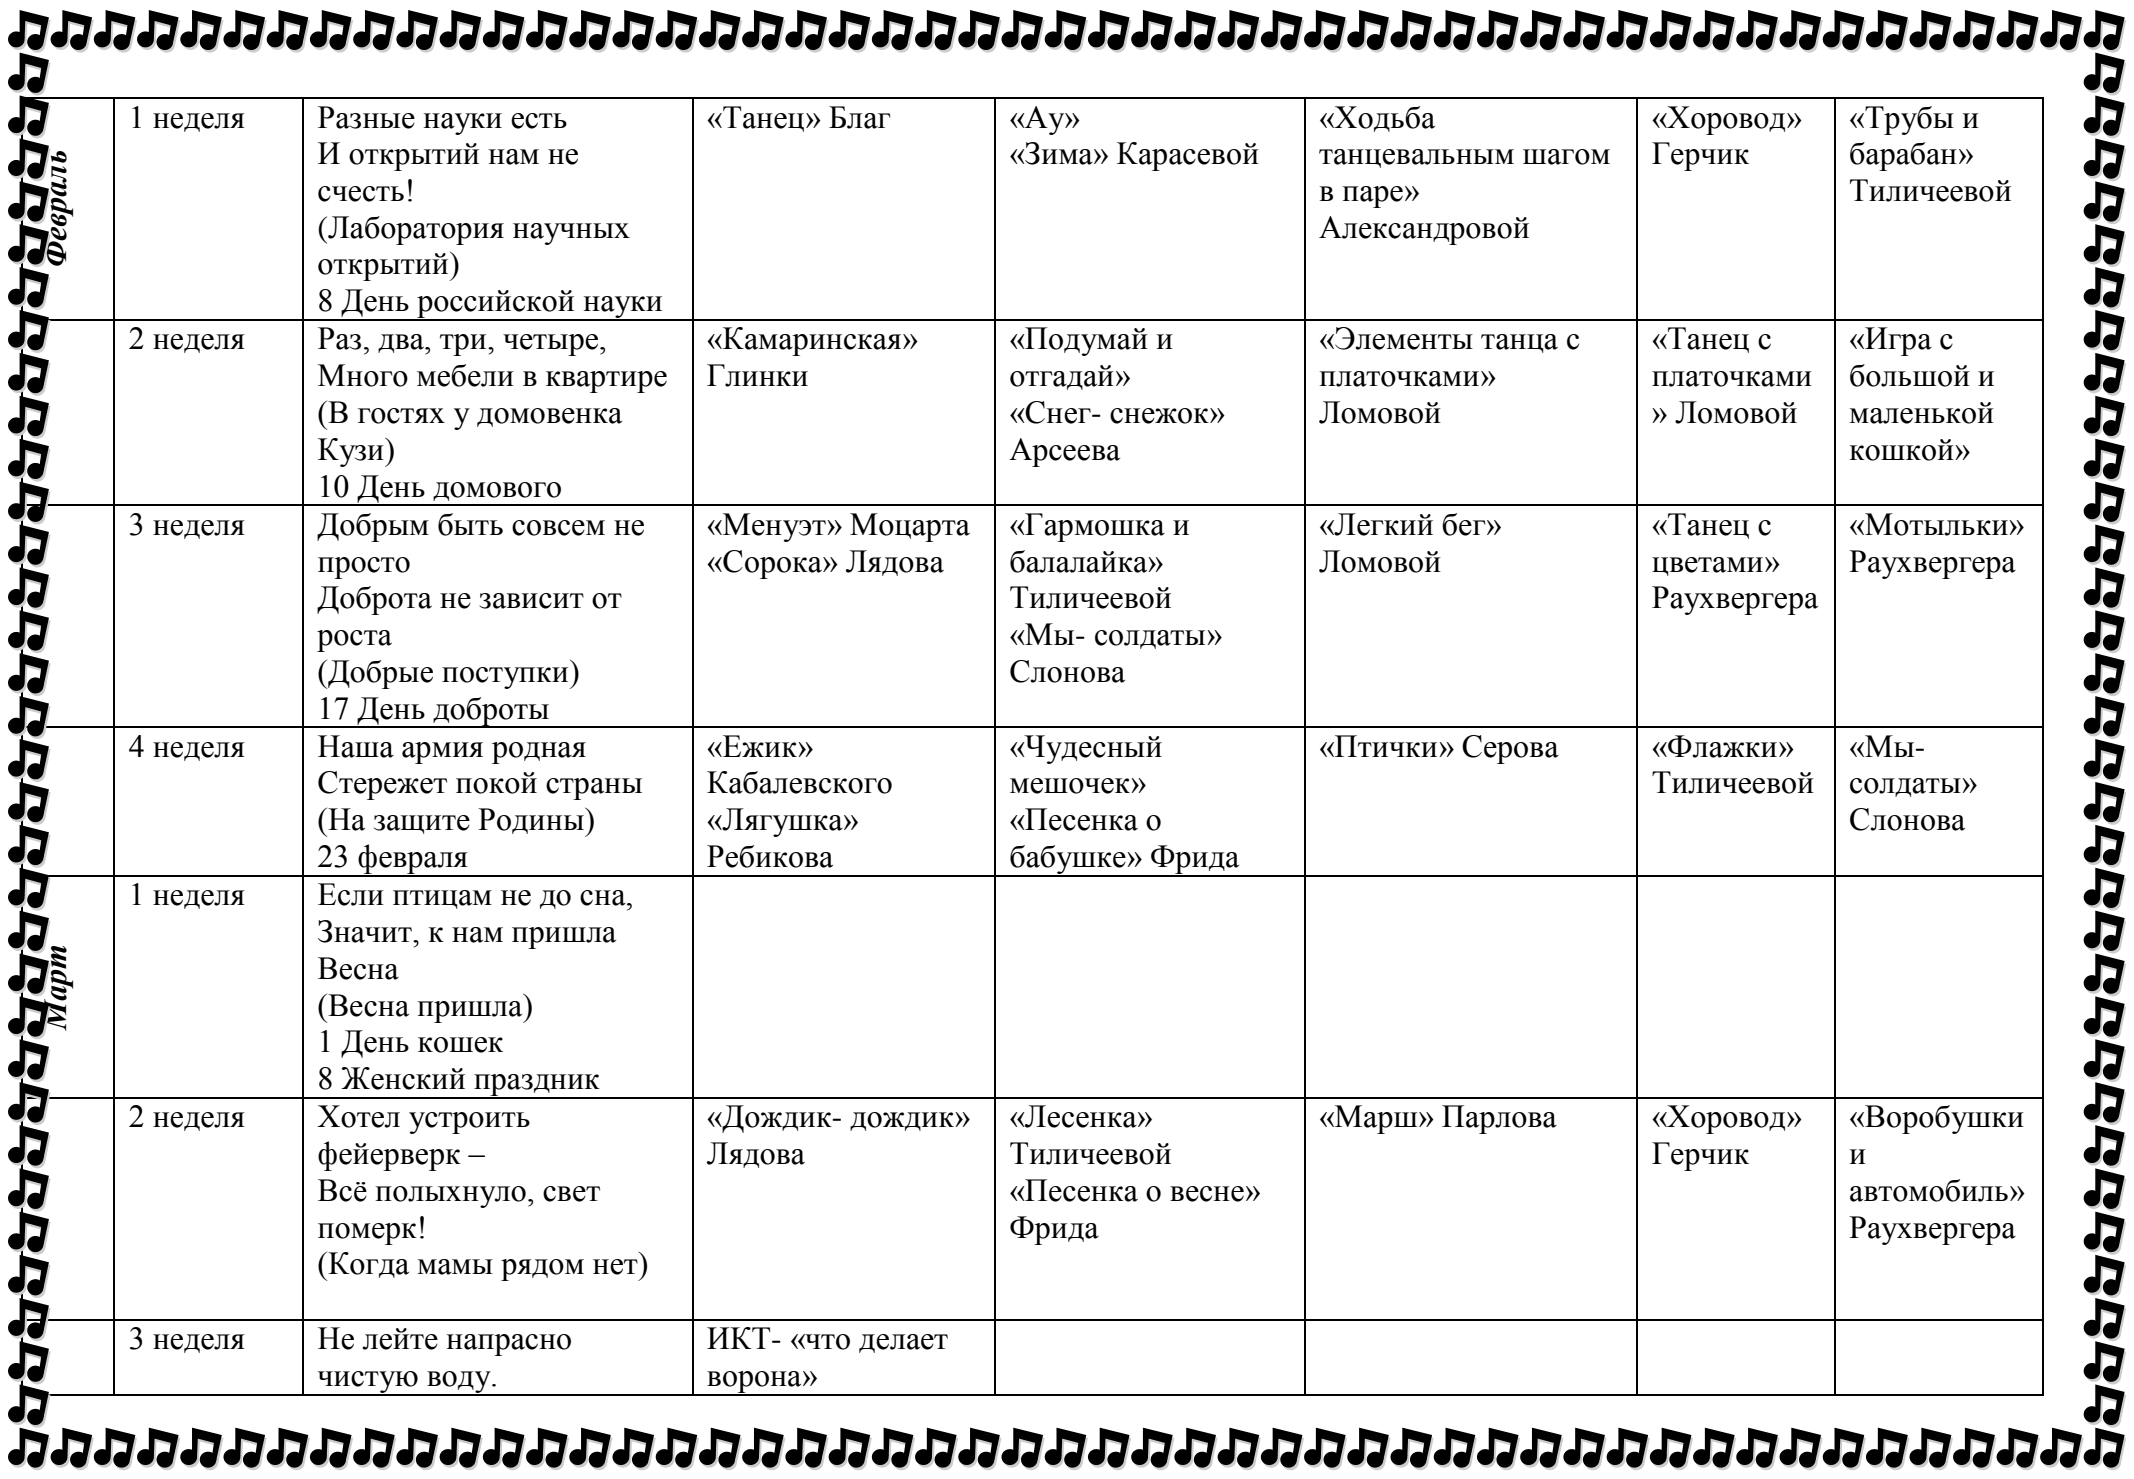 Февраль
1 неделя
Разные науки есть
И открытий нам не
счесть!
(Лаборатория научных
открытий)
8 День российской науки
«Танец» Благ
«Ау»
«Зима» Карасевой
«Ходьба
танцевальным шагом
в паре»
Александровой
«Хоровод»
Герчик
«Трубы и
барабан»
Тиличеевой
2 неделя
Раз, два, три, четыре,
Много мебели в квартире
(В гостях у домовенка
Кузи)
10 День домового
«Камаринская»
Глинки
«Подумай и
отгадай»
«Снег- снежок»
Арсеева
«Элементы танца с
платочками»
Ломовой
«Танец с
платочками
» Ломовой
«Игра с
большой и
маленькой
кошкой»
3 неделя
Добрым быть совсем не
просто
Доброта не зависит от
роста
(Добрые поступки)
17 День доброты
«Менуэт» Моцарта
«Сорока» Лядова
«Гармошка и
балалайка»
Тиличеевой
«Мы- солдаты»
Слонова
«Легкий бег»
Ломовой
«Танец с
цветами»
Раухвергера
«Мотыльки»
Раухвергера
4 неделя
Наша армия родная
Стережет покой страны
(На защите Родины)
23 февраля
«Ежик»
Кабалевского
«Лягушка»
Ребикова
«Чудесный
мешочек»
«Песенка о
бабушке» Фрида
«Птички» Серова
«Флажки»
Тиличеевой
«Мы-
солдаты»
Слонова
Март
1 неделя
Если птицам не до сна,
Значит, к нам пришла
Весна
(Весна пришла)
1 День кошек
8 Женский праздник
2 неделя
Хотел устроить
фейерверк –
Всё полыхнуло, свет
померк!
(Когда мамы рядом нет)
«Дождик- дождик»
Лядова
«Лесенка»
Тиличеевой
«Песенка о весне»
Фрида
«Марш» Парлова
«Хоровод»
Герчик
«Воробушки
и
автомобиль»
Раухвергера
3 неделя
Не лейте напрасно
чистую воду.
ИКТ- «что делает
ворона»